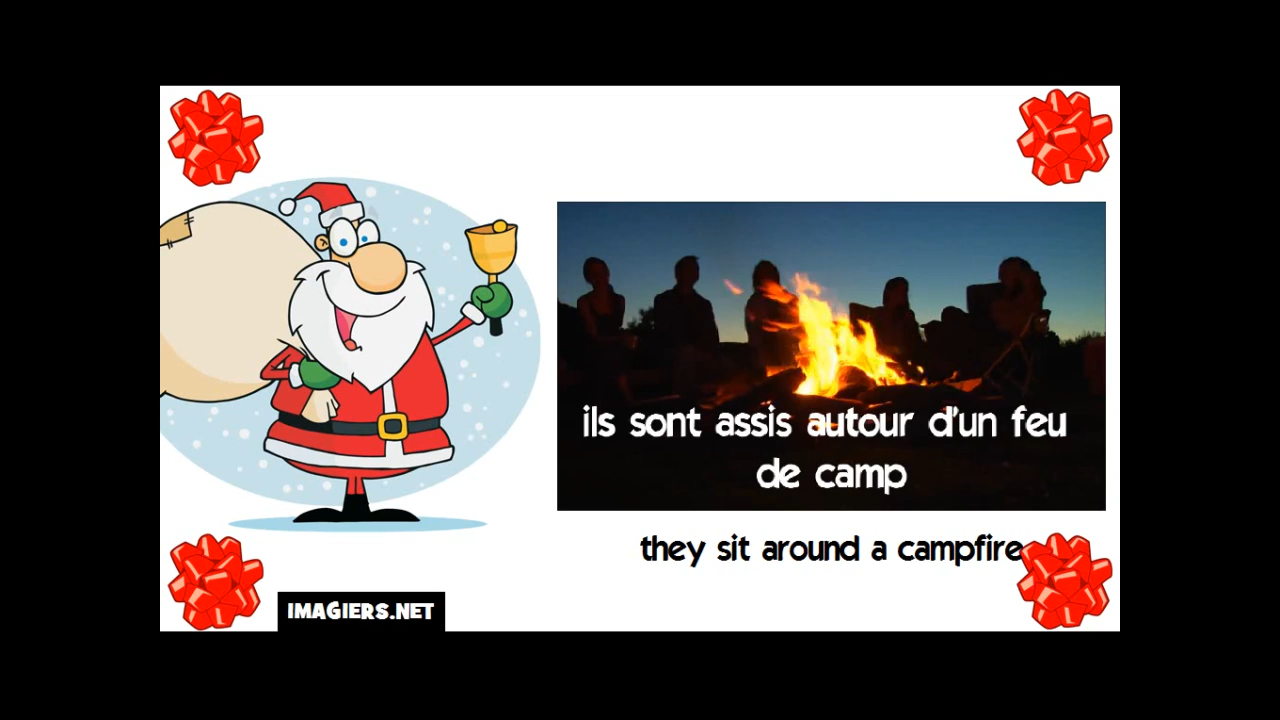 ils sont assis autour d'un feu
de camp
they sit around a campfire
IMAGIERS.NET